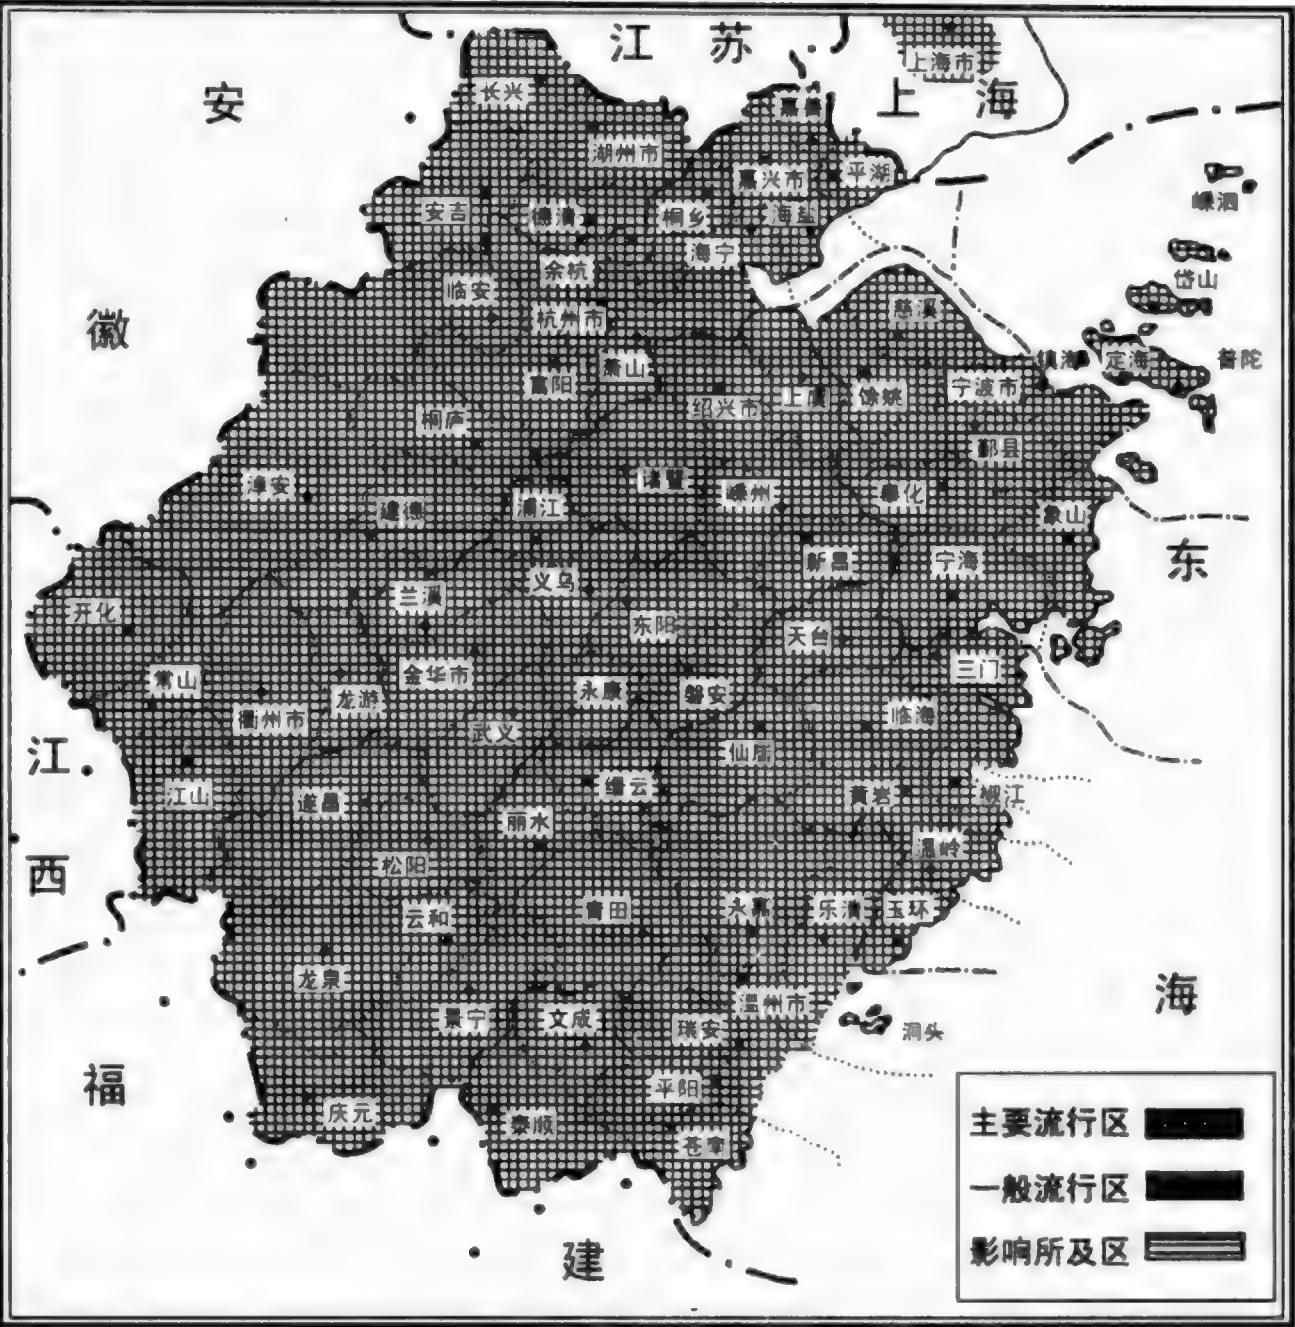 江 苏
安
上海市
长兴
上 海
嘉善
湖州市
嘉兴市
平湖
嵊泗
安吉
德清
桐乡
海盐
海宁
余杭
岱山
临安
慈溪
杭州市
徽
镇海
定海
普陀
萧山
富阳
宁波市
上虞
馀姚
绍兴市
桐庐
鄞县
诸暨
淳安
嵊州
奉化
浦江
建德
象山
东
新昌
宁海
义乌
兰溪
开化
东阳
天台
三门
金华市
常山
永康
磐安
龙游
衢州市
临海
武义
仙居
江
缙云
江山
黄岩
椒江
遂昌
丽水
温岭
松阳
西
青田
永嘉
乐清
玉环
云和
龙泉
海
温州市
景宁
文成
瑞安
洞头
福
平阳
庆元
泰顺
苍南
建
主要流行区
一般流行区
影响所及区